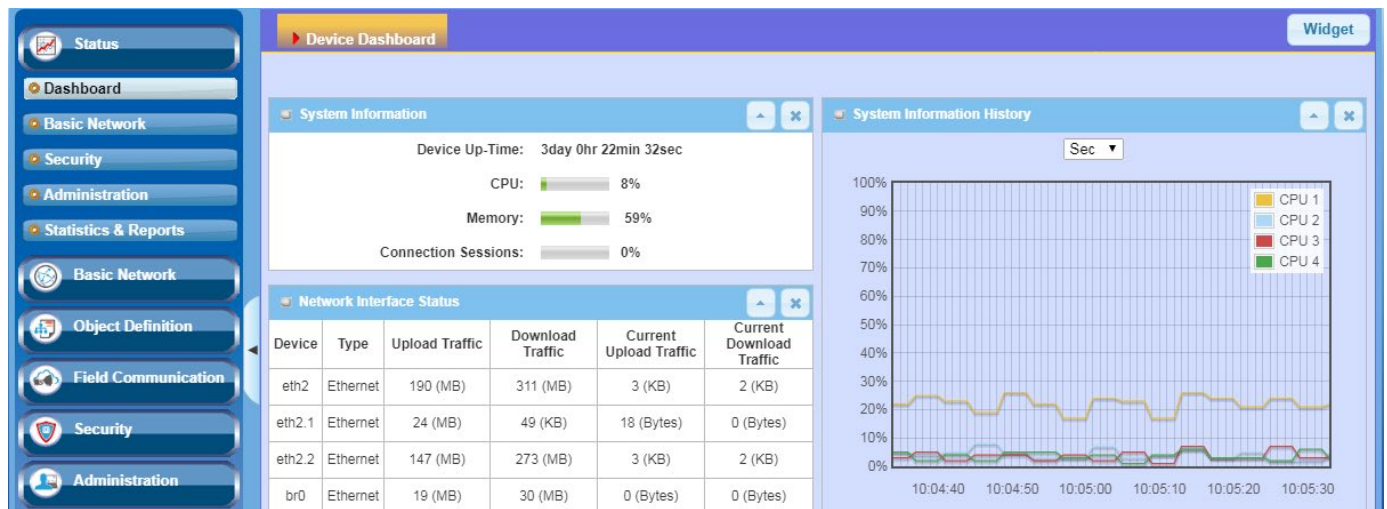 Status
Dashboard
Basic Network
Security
Administration
Statistics & Reports
Basic Network
Object Definition
Field Communication
Security
Administration
Device Dashboard
Widget
System Information
Device Up-Time: 3day 0hr 22min 32sec
CPU: 8%
Memory: 59%
Connection Sessions: 0%
Network Interface Status
Device Type Upload Traffic Download Traffic Current Upload Traffic Current Download Traffic
eth2 Ethernet 190 (MB) 311 (MB) 3 (KB) 2 (KB)
eth2.1 Ethernet 24 (MB) 49 (KB) 18 (Bytes) 0 (Bytes)
eth2.2 Ethernet 147 (MB) 273 (MB) 3 (KB) 2 (KB)
br0 Ethernet 19 (MB) 30 (MB) 0 (Bytes) 0 (Bytes)
System Information History
Sec
100%
90%
80%
70%
60%
50%
40%
30%
20%
10%
0%
CPU 1
CPU 2
CPU 3
CPU 4
10:04:40 10:04:50 10:05:00 10:05:10 10:05:20 10:05:30